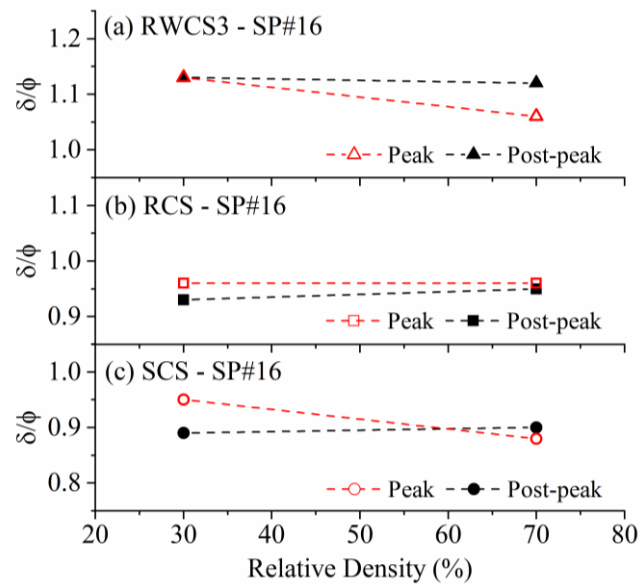 (a) RWCS3 - SP#16
1.2
1.1
1.0
δ/ϕ
Peak
Post-peak
(b) RCS - SP#16
1.1
1.0
0.9
δ/ϕ
Peak
Post-peak
(c) SCS - SP#16
1.0
0.9
0.8
δ/ϕ
Peak
Post-peak
20 30 40 50 60 70 80
Relative Density (%)